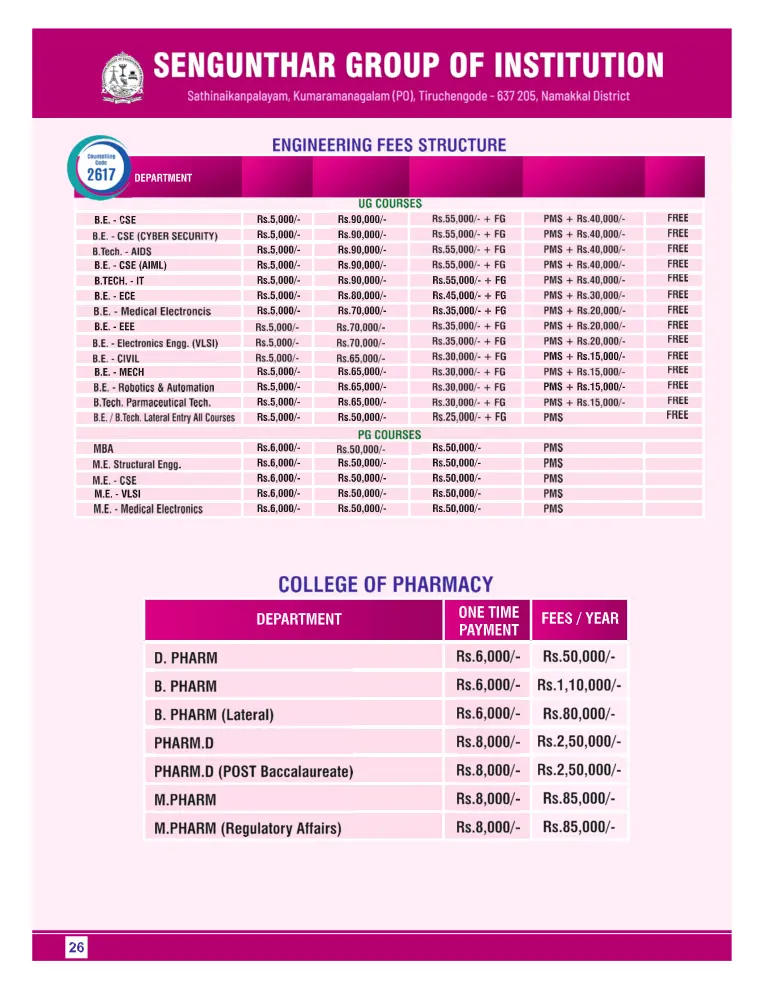 SENGUNTHAR GROUP OF INSTITUTION
Sathinaikanpalayam, Kumaramanagalam (PO), Tiruchengode - 637 205, Namakkal District
ENGINEERING FEES STRUCTURE
Counselling
Code
2617
DEPARTMENT
UG COURSES
B.E. - CSE Rs.5,000/- Rs.90,000/- Rs.55,000/- + FG PMS + Rs.40,000/- FREE
B.E. - CSE (CYBER SECURITY) Rs.5,000/- Rs.90,000/- Rs.55,000/- + FG PMS + Rs.40,000/- FREE
B.Tech. - AIDS Rs.5,000/- Rs.90,000/- Rs.55,000/- + FG PMS + Rs.40,000/- FREE
B.E. - CSE (AIML) Rs.5,000/- Rs.90,000/- Rs.55,000/- + FG PMS + Rs.40,000/- FREE
B.TECH. - IT Rs.5,000/- Rs.90,000/- Rs.55,000/- + FG PMS + Rs.40,000/- FREE
B.E. - ECE Rs.5,000/- Rs.80,000/- Rs.45,000/- + FG PMS + Rs.30,000/- FREE
B.E. - Medical Electroncis Rs.5,000/- Rs.70,000/- Rs.35,000/- + FG PMS + Rs.20,000/- FREE
B.E. - EEE Rs.5,000/- Rs.70,000/- Rs.35,000/- + FG PMS + Rs.20,000/- FREE
B.E. - Electronics Engg. (VLSI) Rs.5,000/- Rs.70,000/- Rs.35,000/- + FG PMS + Rs.20,000/- FREE
B.E. - CIVIL Rs.5,000/- Rs.65,000/- Rs.30,000/- + FG PMS + Rs.15,000/- FREE
B.E. - MECH Rs.5,000/- Rs.65,000/- Rs.30,000/- + FG PMS + Rs.15,000/- FREE
B.E. - Robotics & Automation Rs.5,000/- Rs.65,000/- Rs.30,000/- + FG PMS + Rs.15,000/- FREE
B.Tech. Parmaceutical Tech. Rs.5,000/- Rs.65,000/- Rs.30,000/- + FG PMS + Rs.15,000/- FREE
B.E. / B.Tech. Lateral Entry All Courses Rs.5,000/- Rs.50,000/- Rs.25,000/- + FG PMS FREE
PG COURSES
MBA Rs.6,000/- Rs.50,000/- Rs.50,000/- PMS
M.E. Structural Engg. Rs.6,000/- Rs.50,000/- Rs.50,000/- PMS
M.E. - CSE Rs.6,000/- Rs.50,000/- Rs.50,000/- PMS
M.E. - VLSI Rs.6,000/- Rs.50,000/- Rs.50,000/- PMS
M.E. - Medical Electronics Rs.6,000/- Rs.50,000/- Rs.50,000/- PMS
COLLEGE OF PHARMACY
DEPARTMENT ONE TIME PAYMENT FEES / YEAR
D. PHARM Rs.6,000/- Rs.50,000/-
B. PHARM Rs.6,000/- Rs.1,10,000/-
B. PHARM (Lateral) Rs.6,000/- Rs.80,000/-
PHARM.D Rs.8,000/- Rs.2,50,000/-
PHARM.D (POST Baccalaureate) Rs.8,000/- Rs.2,50,000/-
M.PHARM Rs.8,000/- Rs.85,000/-
M.PHARM (Regulatory Affairs) Rs.8,000/- Rs.85,000/-
26